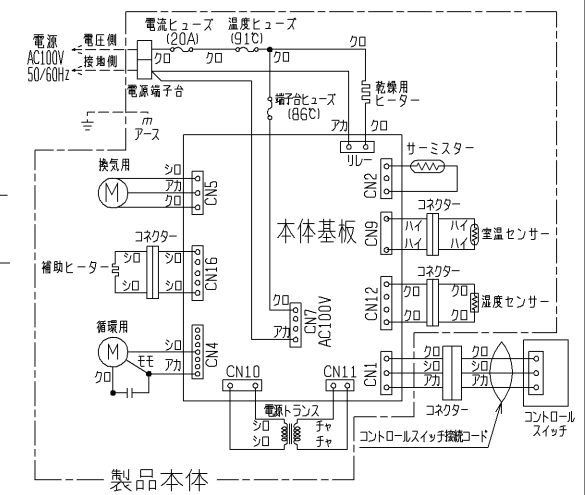 電流ヒューズ
(20A)
温度ヒューズ
(91℃)
電源
AC100V
50/60Hz
電圧側
接地側
クロ
クロ
クロ
クロ
電源端子台
端子台ヒューズ
(86℃)
乾燥用
ヒーター
アース
アカ
クロ
リレー
サーミスター
換気用
シロ
アカ
クロ
M
CN5
CN2
コネクター
ハイ
ハイ
ハイ
ハイ
CN9
室温センサー
本体基板
コネクター
シロ
シロ
シロ
シロ
補助ヒーター
CN16
コネクター
クロ
クロ
クロ
クロ
CN12
湿度センサー
クロ
アカ
CN7
AC100V
循環用
M
シロ
アカ
モモ
クロ
CN4
CN10
CN11
CN1
クロ
シロ
アカ
クロ
シロ
アカ
コネクター
電源トランス
シロ
シロ
チャ
チャ
コントロール
スイッチ
コントロールスイッチ接続コード
製品本体